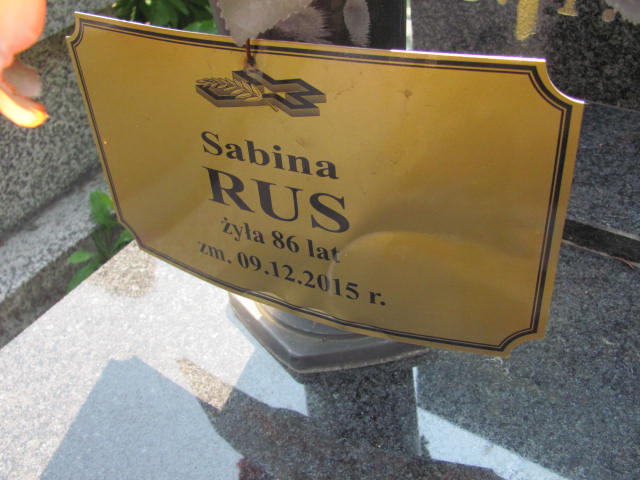 Sabina
RUS
żyła 86 lat
zm. 09.12.2015 r.